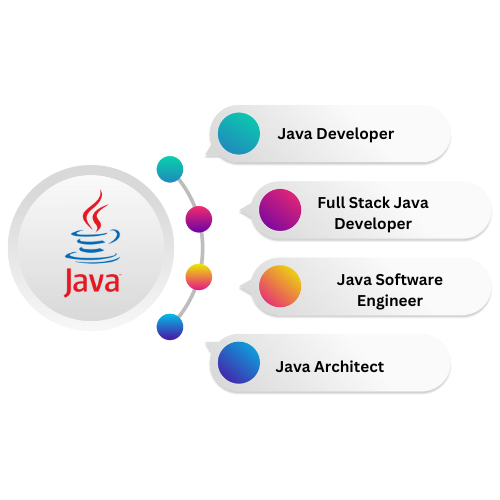 Java Developer
Full Stack Java
Developer
Java Software
Engineer
Java
Java Architect